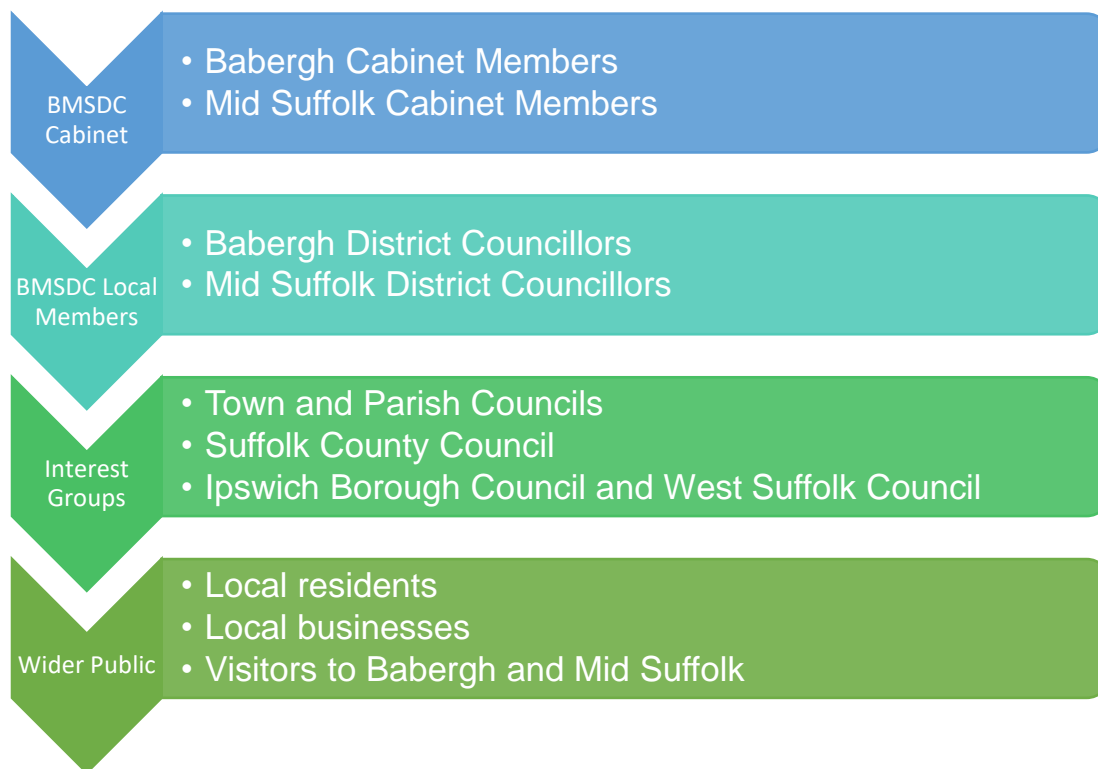 BMSDC
Cabinet
• Babergh Cabinet Members
• Mid Suffolk Cabinet Members
BMSDC Local
Members
• Babergh District Councillors
• Mid Suffolk District Councillors
Interest
Groups
• Town and Parish Councils
• Suffolk County Council
• Ipswich Borough Council and West Suffolk Council
Wider Public
• Local residents
• Local businesses
• Visitors to Babergh and Mid Suffolk